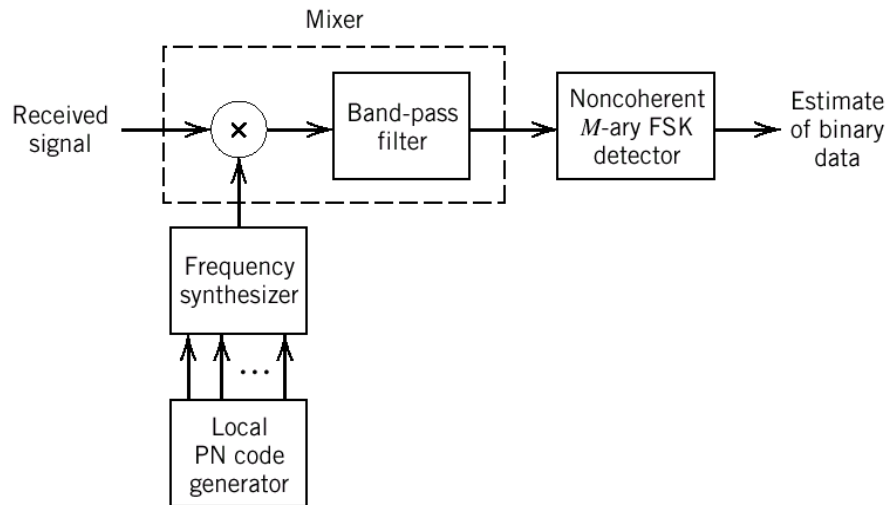 Mixer
Received
signal
×
Band-pass
filter
Noncoherent
M-ary FSK
detector
Estimate
of binary
data
Frequency
synthesizer
...
Local
PN code
generator